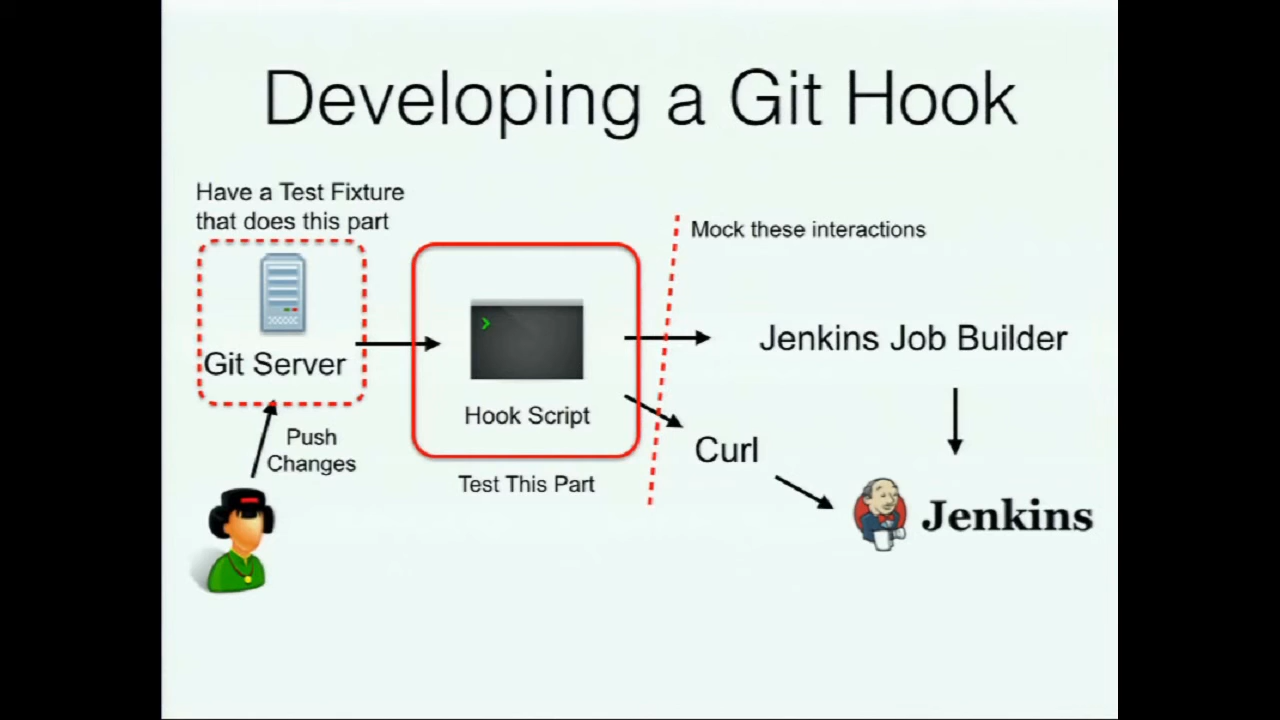 Developing a Git Hook
Have a Test Fixture
that does this part
Mock these interactions
Git Server
Hook Script
Jenkins Job Builder
Push
Changes
Test This Part
Curl
Jenkins